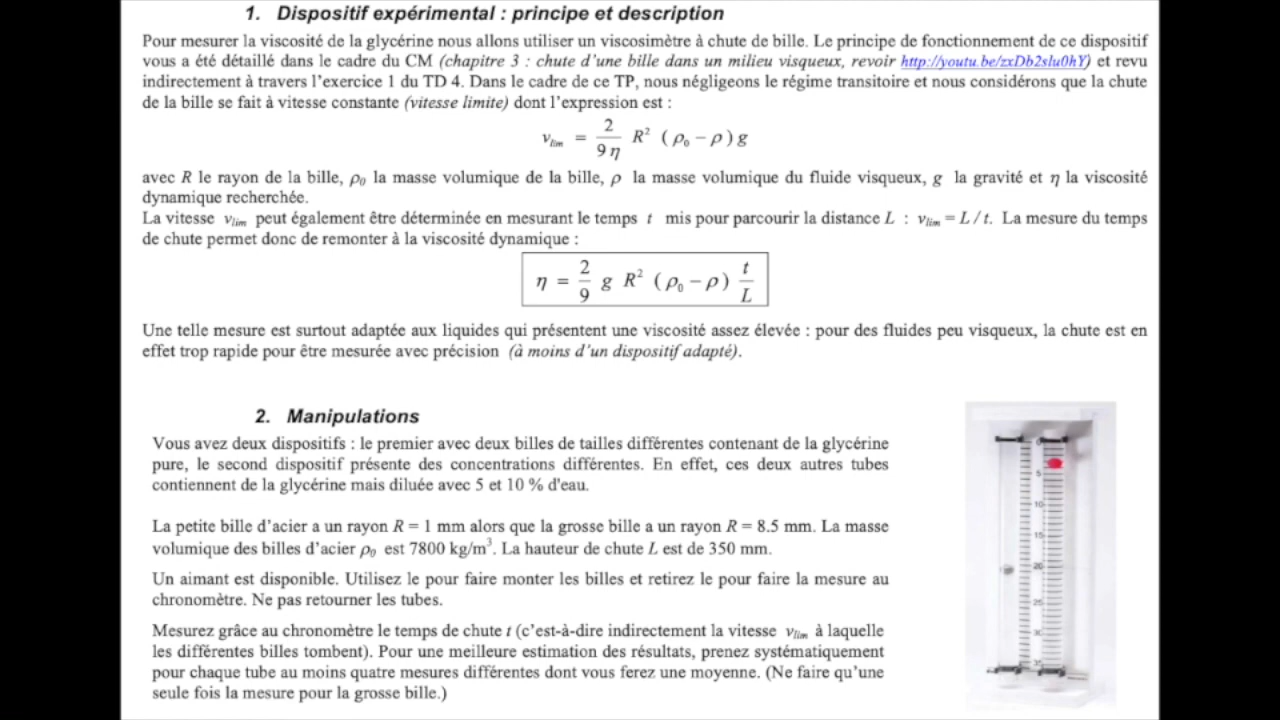 1. Dispositif expérimental : principe et description
Pour mesurer la viscosité de la glycérine nous allons utiliser un viscosimètre à chute de bille. Le principe de fonctionnement de ce dispositif
vous a été détaillé dans le cadre du CM (chapitre 3 : chute d'une bille dans un milieu visqueux, revoir http://youtu.be/zxDb2slu0hY) et revu
indirectement à travers l'exercice 1 du TD 4. Dans le cadre de ce TP, nous négligeons le régime transitoire et nous considérons que la chute
de la bille se fait à vitesse constante (vitesse limite) dont l'expression est :
v_lim = 2/(9 η) R² (ρ₀ − ρ) g
avec R le rayon de la bille, ρ₀ la masse volumique de la bille, ρ la masse volumique du fluide visqueux, g la gravité et η la viscosité
dynamique recherchée.
La vitesse v_lim peut également être déterminée en mesurant le temps t mis pour parcourir la distance L : v_lim = L / t. La mesure du temps
de chute permet donc de remonter à la viscosité dynamique :
η = 2/9 g R² (ρ₀ − ρ) t/L
Une telle mesure est surtout adaptée aux liquides qui présentent une viscosité assez élevée : pour des fluides peu visqueux, la chute est en
effet trop rapide pour être mesurée avec précision (à moins d'un dispositif adapté).
2. Manipulations
Vous avez deux dispositifs : le premier avec deux billes de tailles différentes contenant de la glycérine
pure, le second dispositif présente des concentrations différentes. En effet, ces deux autres tubes
contiennent de la glycérine mais diluée avec 5 et 10 % d'eau.
La petite bille d'acier a un rayon R = 1 mm alors que la grosse bille a un rayon R = 8.5 mm. La masse
volumique des billes d'acier ρ₀ est 7800 kg/m³. La hauteur de chute L est de 350 mm.
Un aimant est disponible. Utilisez le pour faire monter les billes et retirez le pour faire la mesure au
chronomètre. Ne pas retourner les tubes.
Mesurez grâce au chronomètre le temps de chute t (c'est-à-dire indirectement la vitesse v_lim à laquelle
les différentes billes tombent). Pour une meilleure estimation des résultats, prenez systématiquement
pour chaque tube au moins quatre mesures différentes dont vous ferez une moyenne. (Ne faire qu'une
seule fois la mesure pour la grosse bille.)
0
5
10
15
20
25
30
35